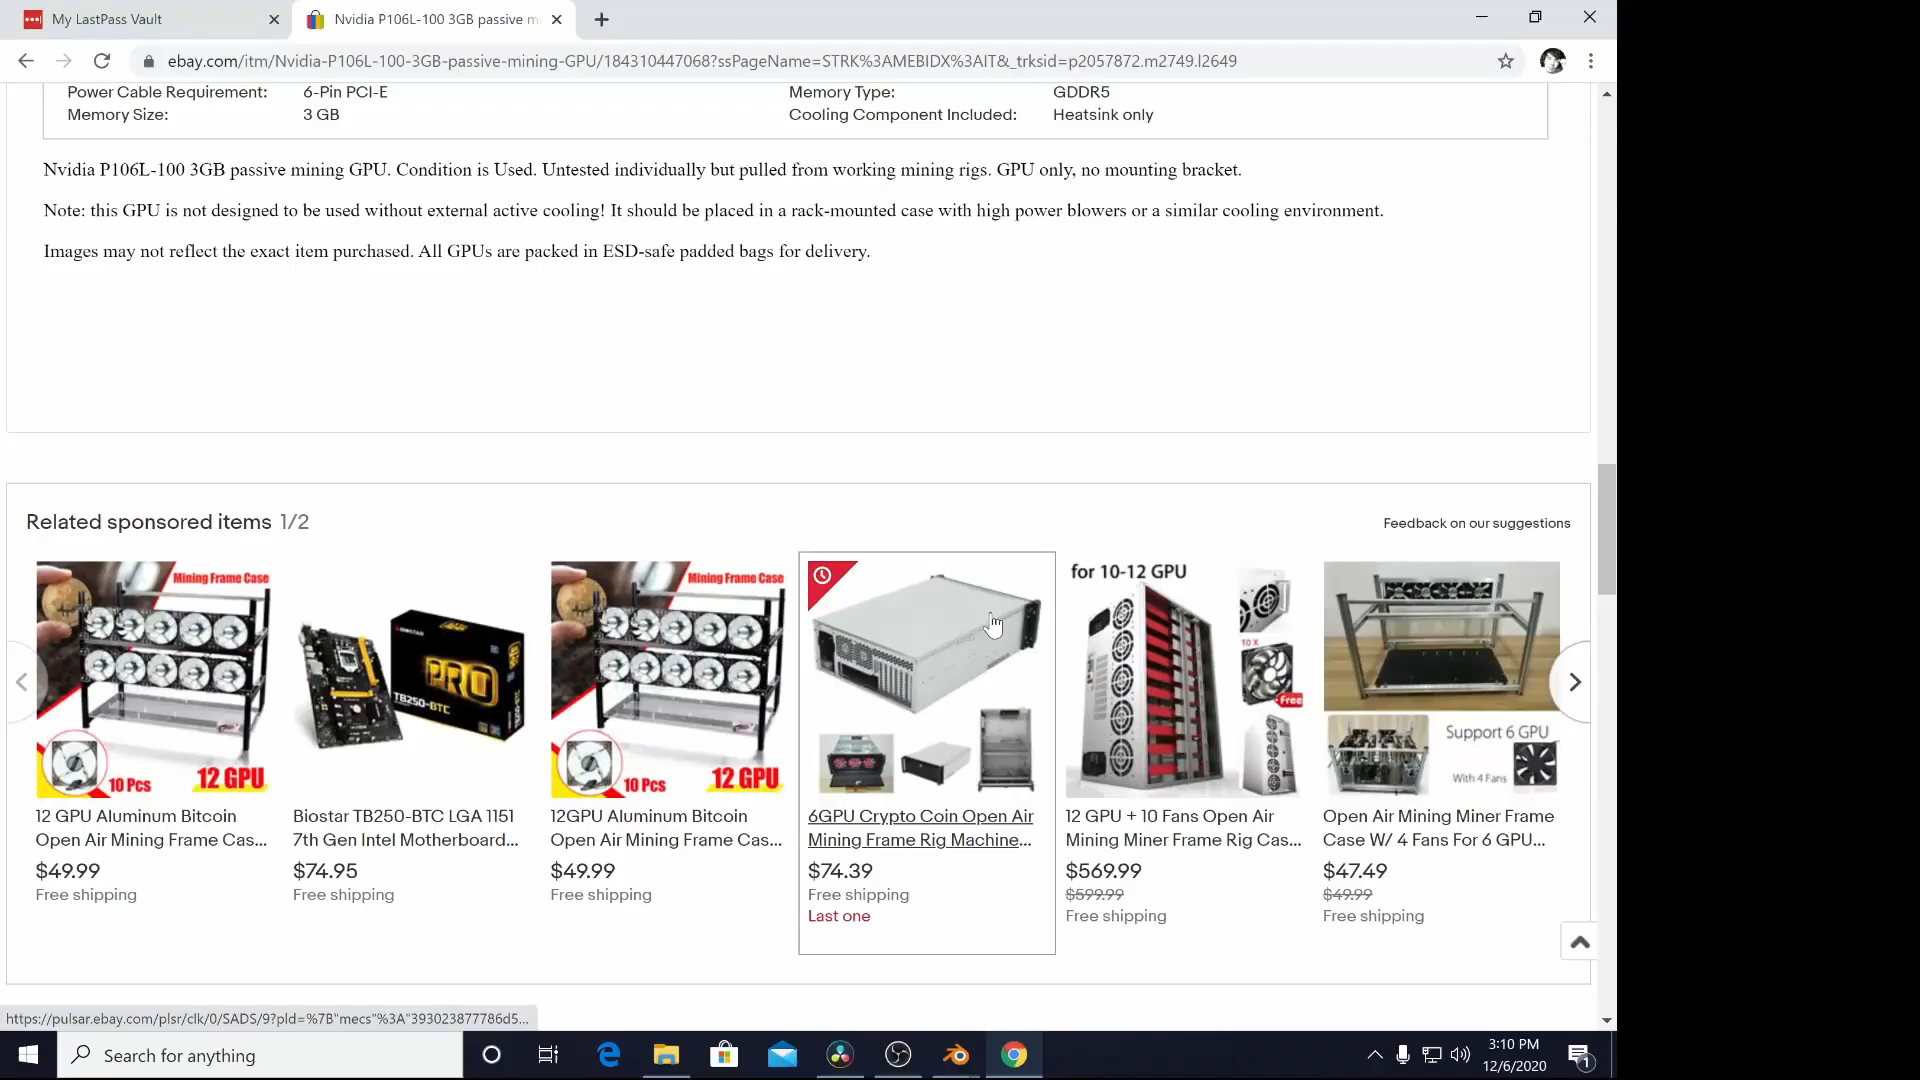 My LastPass Vault
Nvidia P106L-100 3GB passive m
ebay.com/itm/Nvidia-P106L-100-3GB-passive-mining-GPU/184310447068?ssPageName=STRK%3AMEBIDX%3AIT&_trksid=p2057872.m2749.l2649
Power Cable Requirement: 6-Pin PCI-E Memory Type: GDDR5
Memory Size: 3 GB Cooling Component Included: Heatsink only
Nvidia P106L-100 3GB passive mining GPU. Condition is Used. Untested individually but pulled from working mining rigs. GPU only, no mounting bracket.
Note: this GPU is not designed to be used without external active cooling! It should be placed in a rack-mounted case with high power blowers or a similar cooling environment.
Images may not reflect the exact item purchased. All GPUs are packed in ESD-safe padded bags for delivery.
Related sponsored items 1/2
Feedback on our suggestions
Mining Frame Case
10 Pcs 12 GPU
12 GPU Aluminum Bitcoin
Open Air Mining Frame Cas...
$49.99
Free shipping
BIOSTAR
PRO
TB250-BTC
Biostar TB250-BTC LGA 1151
7th Gen Intel Motherboard...
$74.95
Free shipping
Mining Frame Case
10 Pcs 12 GPU
12GPU Aluminum Bitcoin
Open Air Mining Frame Cas...
$49.99
Free shipping
6GPU Crypto Coin Open Air
Mining Frame Rig Machine...
$74.39
Free shipping
Last one
for 10-12 GPU
10 X
Free
12 GPU + 10 Fans Open Air
Mining Miner Frame Rig Cas...
$569.99
$599.99
Free shipping
Support 6 GPU
With 4 Fans
Open Air Mining Miner Frame
Case W/ 4 Fans For 6 GPU...
$47.49
$49.99
Free shipping
https://pulsar.ebay.com/plsr/clk/0/SADS/9?pld=%7B"mecs"%3A"393023877786d5...
Search for anything
3:10 PM
12/6/2020
1